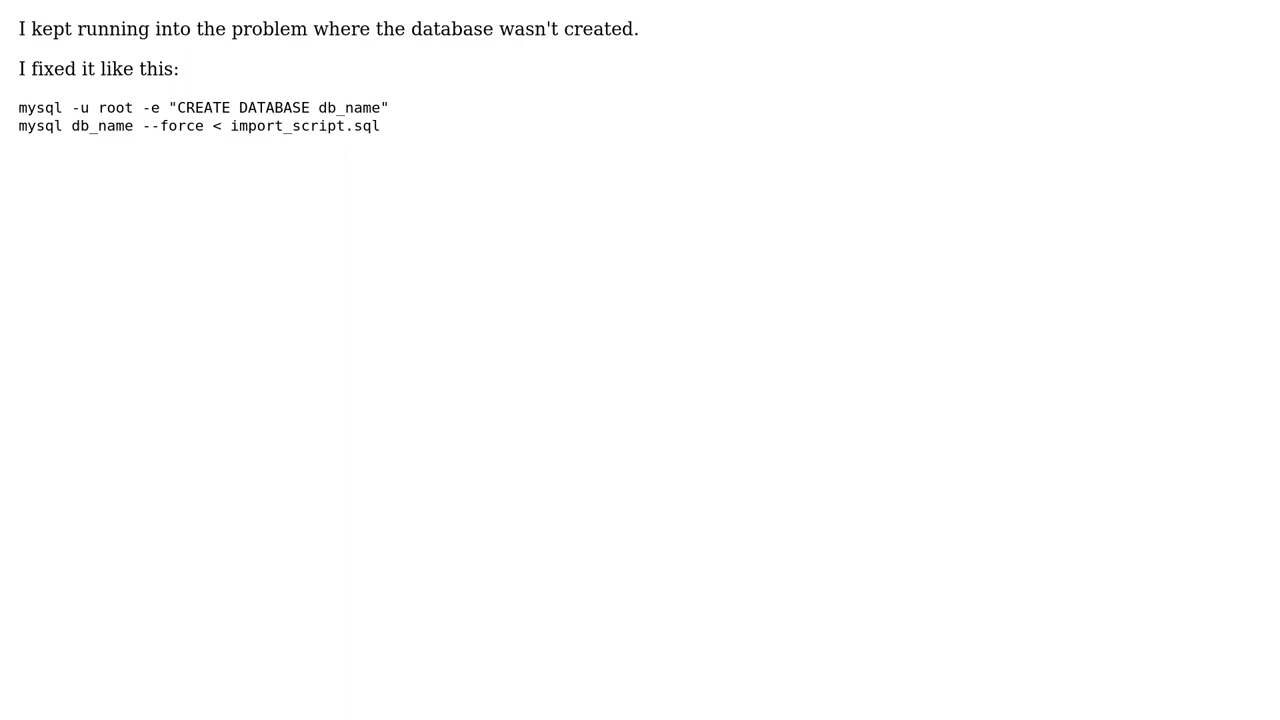 I kept running into the problem where the database wasn't created.
I fixed it like this:
mysql -u root -e "CREATE DATABASE db_name"
mysql db_name --force < import_script.sql